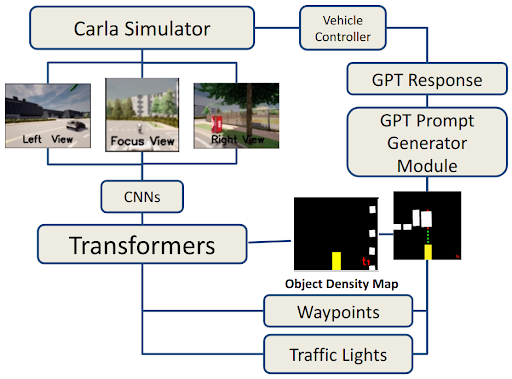 Carla Simulator
Vehicle
Controller
GPT Response
GPT Prompt
Generator
Module
Left View
Focus View
Right View
CNNs
Transformers
t1
Object Density Map
Waypoints
Traffic Lights